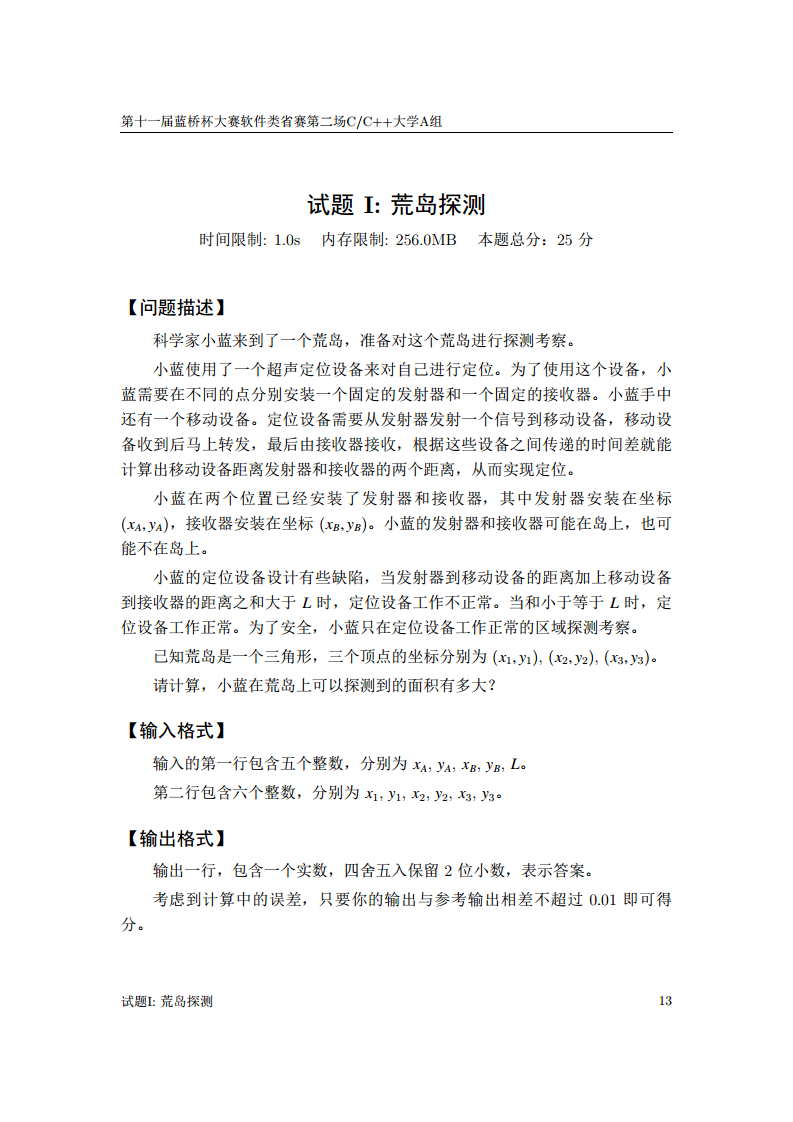 第十一届蓝桥杯大赛软件类省赛第二场C/C++大学A组
试题 I: 荒岛探测
时间限制: 1.0s 内存限制: 256.0MB 本题总分：25 分
【问题描述】
科学家小蓝来到了一个荒岛，准备对这个荒岛进行探测考察。
小蓝使用了一个超声定位设备来对自己进行定位。为了使用这个设备，小
蓝需要在不同的点分别安装一个固定的发射器和一个固定的接收器。小蓝手中
还有一个移动设备。定位设备需要从发射器发射一个信号到移动设备，移动设
备收到后马上转发，最后由接收器接收，根据这些设备之间传递的时间差就能
计算出移动设备距离发射器和接收器的两个距离，从而实现定位。
小蓝在两个位置已经安装了发射器和接收器，其中发射器安装在坐标
(xA, yA)，接收器安装在坐标 (xB, yB)。小蓝的发射器和接收器可能在岛上，也可
能不在岛上。
小蓝的定位设备设计有些缺陷，当发射器到移动设备的距离加上移动设备
到接收器的距离之和大于 L 时，定位设备工作不正常。当和小于等于 L 时，定
位设备工作正常。为了安全，小蓝只在定位设备工作正常的区域探测考察。
已知荒岛是一个三角形，三个顶点的坐标分别为 (x1, y1), (x2, y2), (x3, y3)。
请计算，小蓝在荒岛上可以探测到的面积有多大？
【输入格式】
输入的第一行包含五个整数，分别为 xA, yA, xB, yB, L。
第二行包含六个整数，分别为 x1, y1, x2, y2, x3, y3。
【输出格式】
输出一行，包含一个实数，四舍五入保留 2 位小数，表示答案。
考虑到计算中的误差，只要你的输出与参考输出相差不超过 0.01 即可得
分。
试题I: 荒岛探测 13